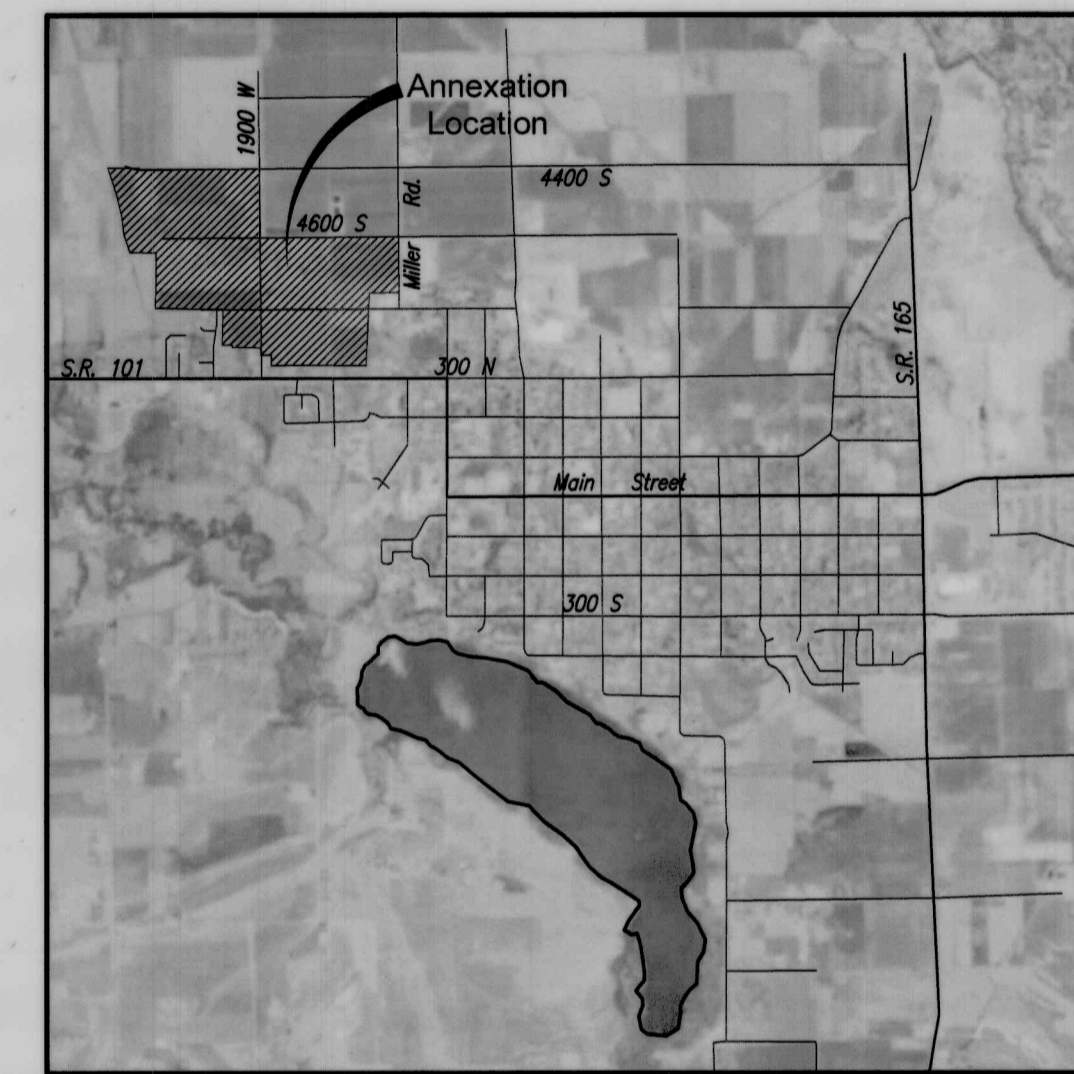 Annexation
Location
1900 W
4400 S
4600 S
Miller Rd.
S.R. 165
S.R. 101
300 N
Main Street
300 S